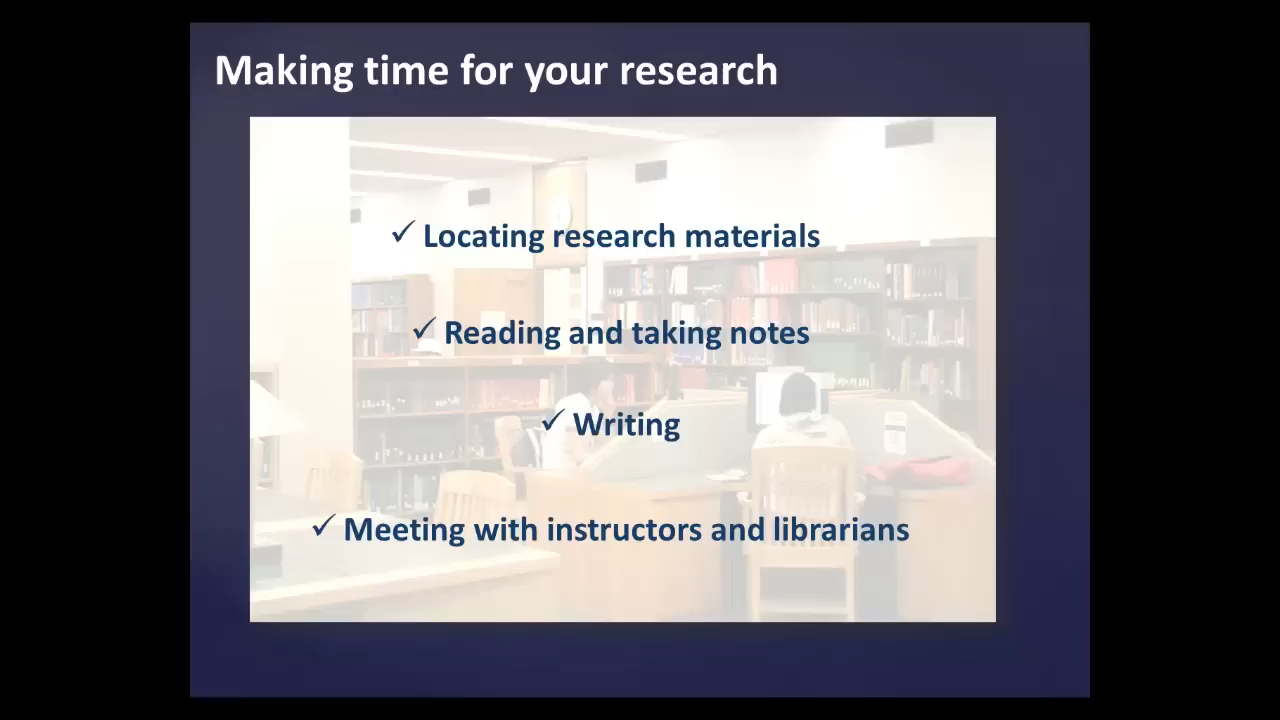 Making time for your research
✓ Locating research materials
✓ Reading and taking notes
✓ Writing
✓ Meeting with instructors and librarians